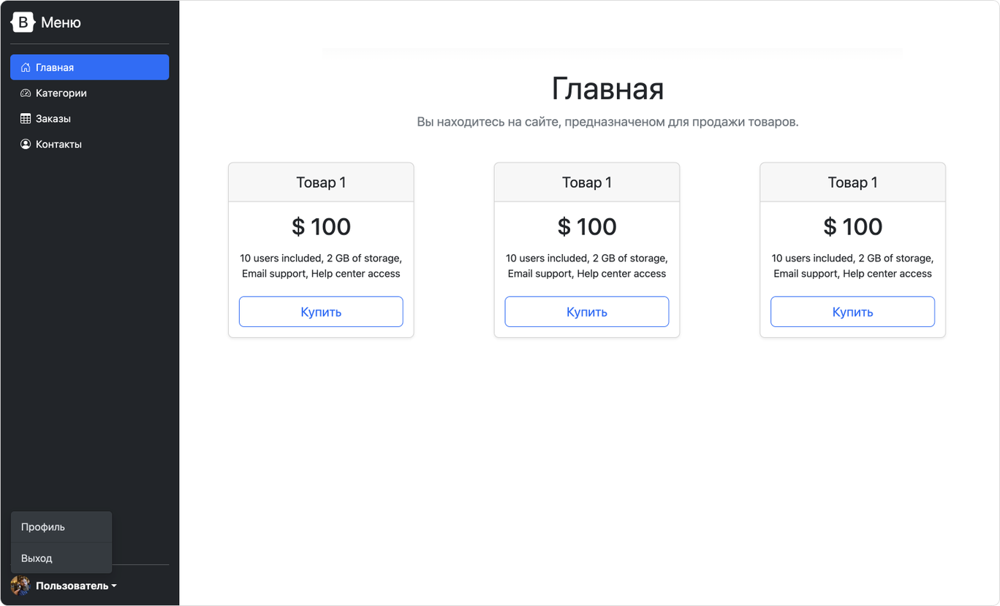 B Меню
Главная
Категории
Заказы
Контакты
Профиль
Выход
Пользователь
Главная
Вы находитесь на сайте, предназначеном для продажи товаров.
Товар 1
$ 100
10 users included, 2 GB of storage,
Email support, Help center access
Купить
Товар 1
$ 100
10 users included, 2 GB of storage,
Email support, Help center access
Купить
Товар 1
$ 100
10 users included, 2 GB of storage,
Email support, Help center access
Купить